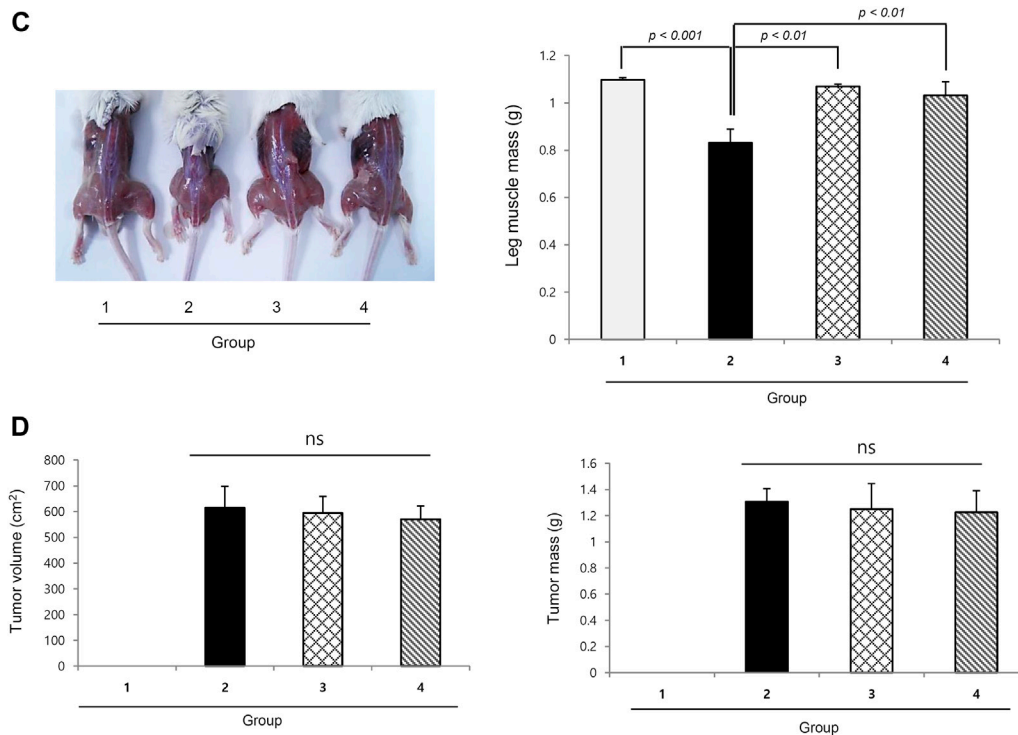 C
1 2 3 4
Group
p < 0.01
p < 0.001 p < 0.01
Leg muscle mass (g)
1.2
1
0.8
0.6
0.4
0.2
0
1 2 3 4
Group
D
ns
Tumor volume (cm²)
800
700
600
500
400
300
200
100
0
1 2 3 4
Group
ns
Tumor mass (g)
1.6
1.4
1.2
1
0.8
0.6
0.4
0.2
0
1 2 3 4
Group